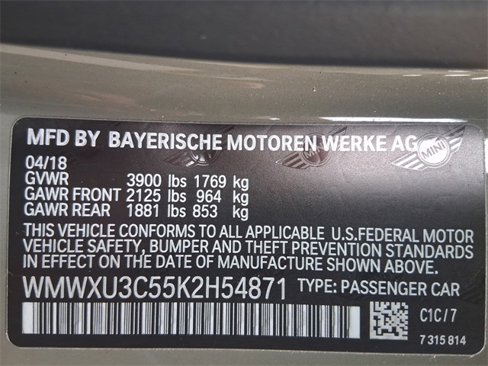 MFD BY BAYERISCHE MOTOREN WERKE AG
MINI
04/18
GVWR 3900 lbs 1769 kg
GAWR FRONT 2125 lbs 964 kg
GAWR REAR 1881 lbs 853 kg
THIS VEHICLE CONFORMS TO ALL APPLICABLE U.S.FEDERAL MOTOR
VEHICLE SAFETY, BUMPER AND THEFT PREVENTION STANDARDS
IN EFFECT ON THE DATE OF MANUFACTURE SHOWN ABOVE.
WMWXU3C55K2H54871 TYPE: PASSENGER CAR
C1C/7
7 315 814